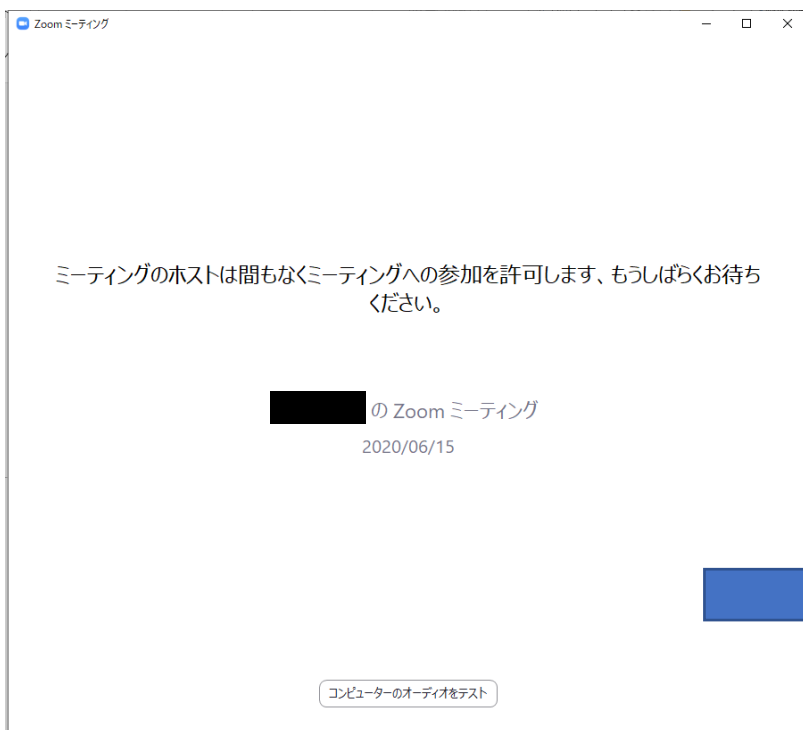 Zoom ミーティング
ミーティングのホストは間もなくミーティングへの参加を許可します、もうしばらくお待ち
ください。
の Zoom ミーティング
2020/06/15
コンピューターのオーディオをテスト